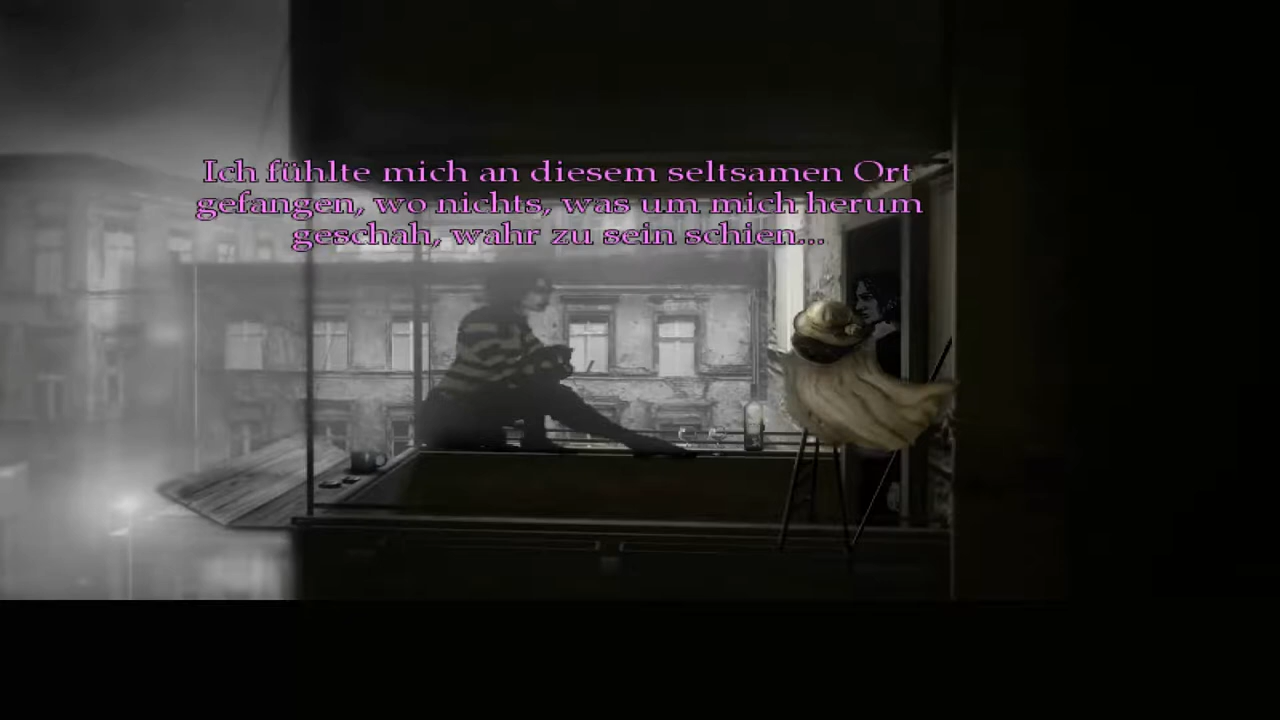 Ich fühlte mich an diesem seltsamen Ort
gefangen, wo nichts, was um mich herum
geschah, wahr zu sein schien...